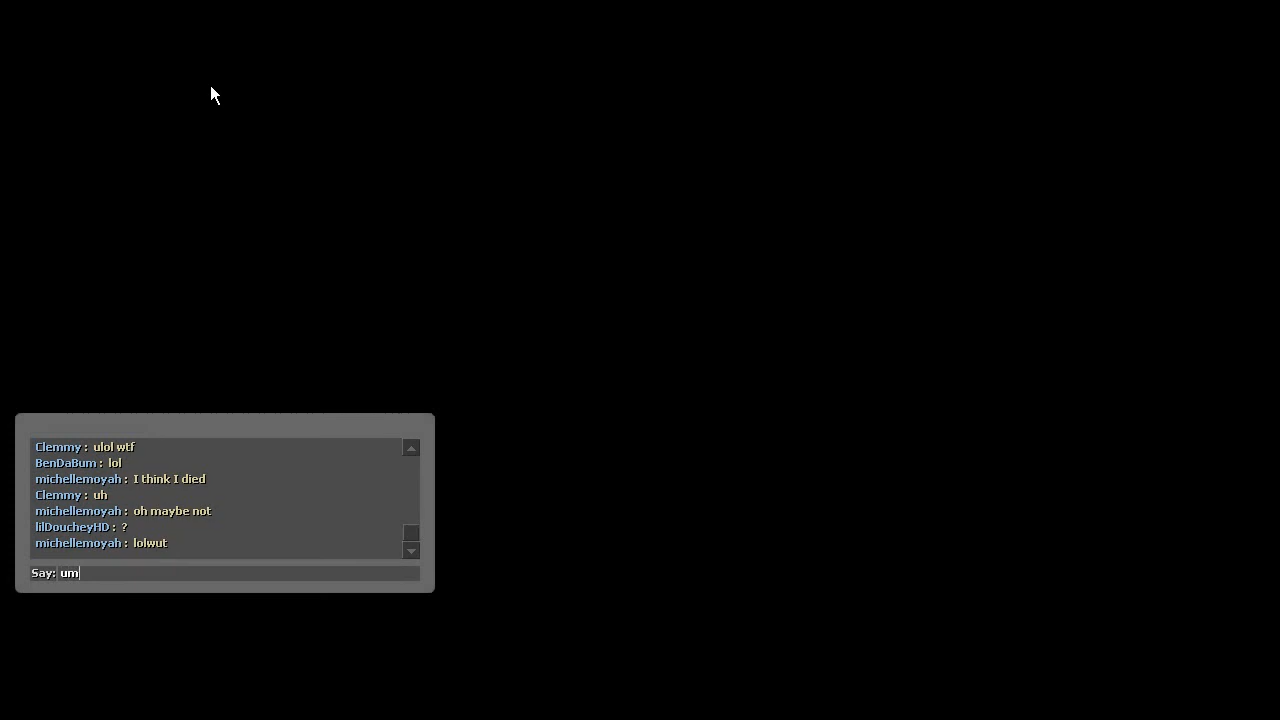 Clemmy : ulol wtf
BenDaBum : lol
michellemoyah : I think I died
Clemmy : uh
michellemoyah : oh maybe not
lilDoucheyHD : ?
michellemoyah : lolwut
Say: um